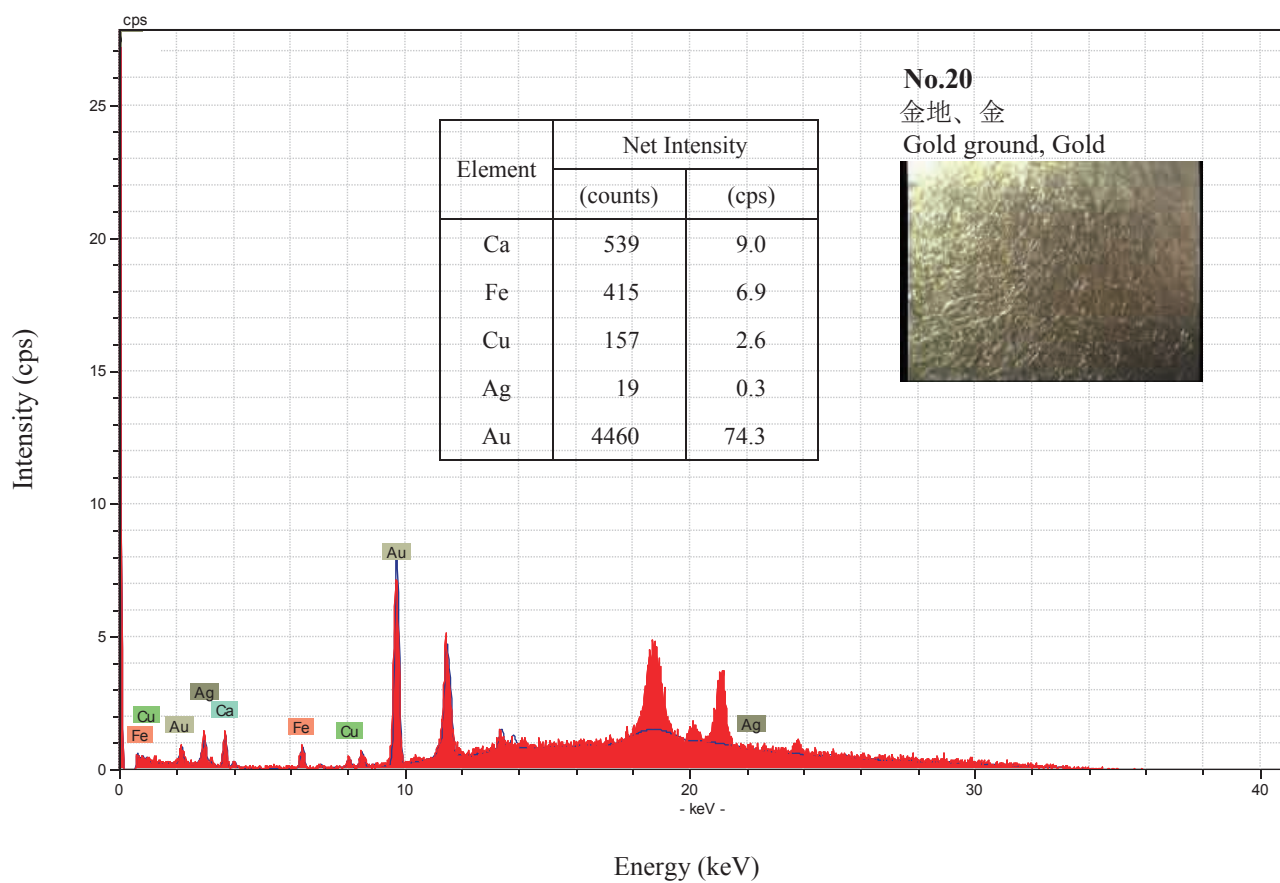 cps
No.20
金地、金
Gold ground, Gold
Element Net Intensity
(counts) (cps)
Ca 539 9.0
Fe 415 6.9
Cu 157 2.6
Ag 19 0.3
Au 4460 74.3
Intensity (cps)
25
20
15
10
5
0
Au
Ag
Cu
Ca
Au
Fe
Fe
Cu
Ag
0 10 20 30 40
- keV -
Energy (keV)